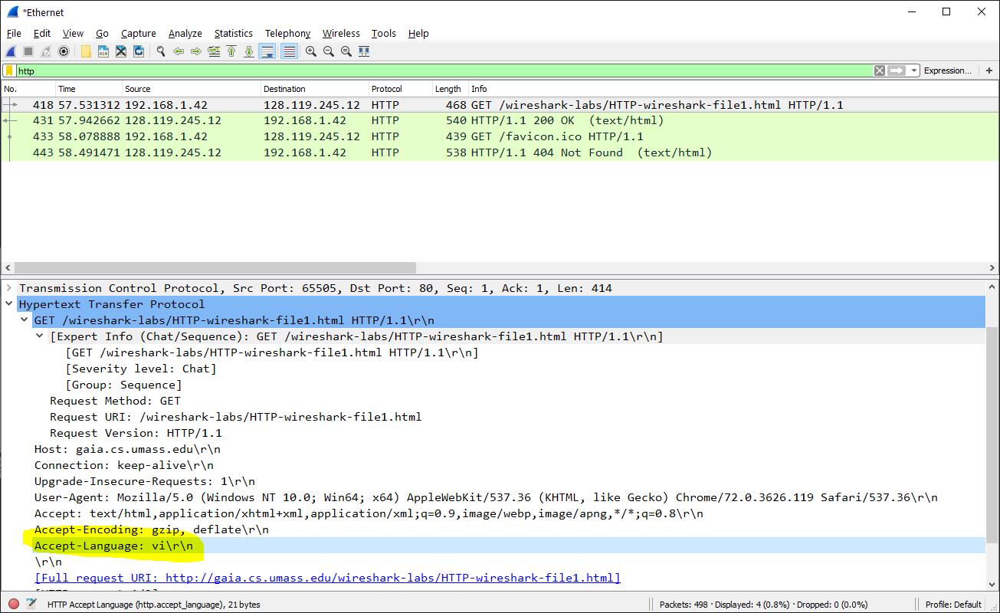 *Ethernet
File Edit View Go Capture Analyze Statistics Telephony Wireless Tools Help
http Expression... +
No. Time Source Destination Protocol Length Info
418 57.531312 192.168.1.42 128.119.245.12 HTTP 468 GET /wireshark-labs/HTTP-wireshark-file1.html HTTP/1.1
431 57.942662 128.119.245.12 192.168.1.42 HTTP 540 HTTP/1.1 200 OK (text/html)
433 58.078888 192.168.1.42 128.119.245.12 HTTP 439 GET /favicon.ico HTTP/1.1
443 58.491471 128.119.245.12 192.168.1.42 HTTP 538 HTTP/1.1 404 Not Found (text/html)
Transmission Control Protocol, Src Port: 65505, Dst Port: 80, Seq: 1, Ack: 1, Len: 414
Hypertext Transfer Protocol
GET /wireshark-labs/HTTP-wireshark-file1.html HTTP/1.1\r\n
[Expert Info (Chat/Sequence): GET /wireshark-labs/HTTP-wireshark-file1.html HTTP/1.1\r\n]
[GET /wireshark-labs/HTTP-wireshark-file1.html HTTP/1.1\r\n]
[Severity level: Chat]
[Group: Sequence]
Request Method: GET
Request URI: /wireshark-labs/HTTP-wireshark-file1.html
Request Version: HTTP/1.1
Host: gaia.cs.umass.edu\r\n
Connection: keep-alive\r\n
Upgrade-Insecure-Requests: 1\r\n
User-Agent: Mozilla/5.0 (Windows NT 10.0; Win64; x64) AppleWebKit/537.36 (KHTML, like Gecko) Chrome/72.0.3626.119 Safari/537.36\r\n
Accept: text/html,application/xhtml+xml,application/xml;q=0.9,image/webp,image/apng,*/*;q=0.8\r\n
Accept-Encoding: gzip, deflate\r\n
Accept-Language: vi\r\n
\r\n
[Full request URI: http://gaia.cs.umass.edu/wireshark-labs/HTTP-wireshark-file1.html]
HTTP Accept Language (http.accept_language), 21 bytes Packets: 498 · Displayed: 4 (0.8%) · Dropped: 0 (0.0%) Profile: Default